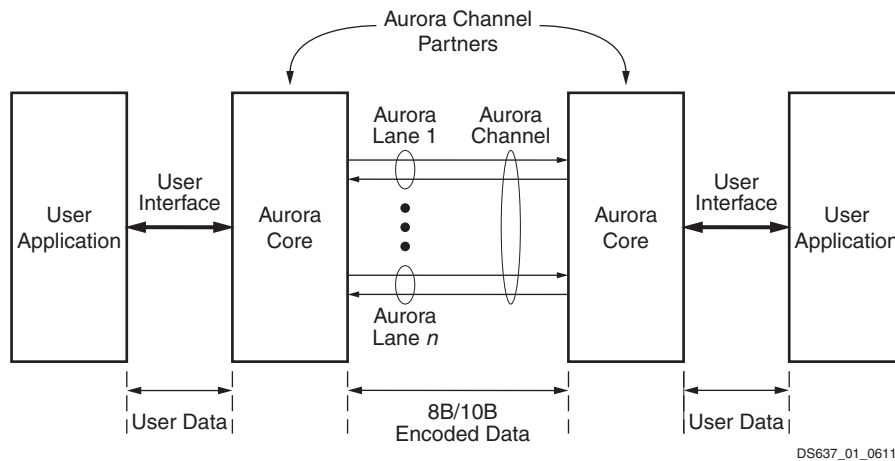 Aurora Channel
Partners
Aurora
Lane 1
Aurora
Channel
User
Application
User
Interface
Aurora
Core
Aurora
Core
User
Interface
User
Application
Aurora
Lane n
User Data
8B/10B
Encoded Data
User Data
DS637_01_0611